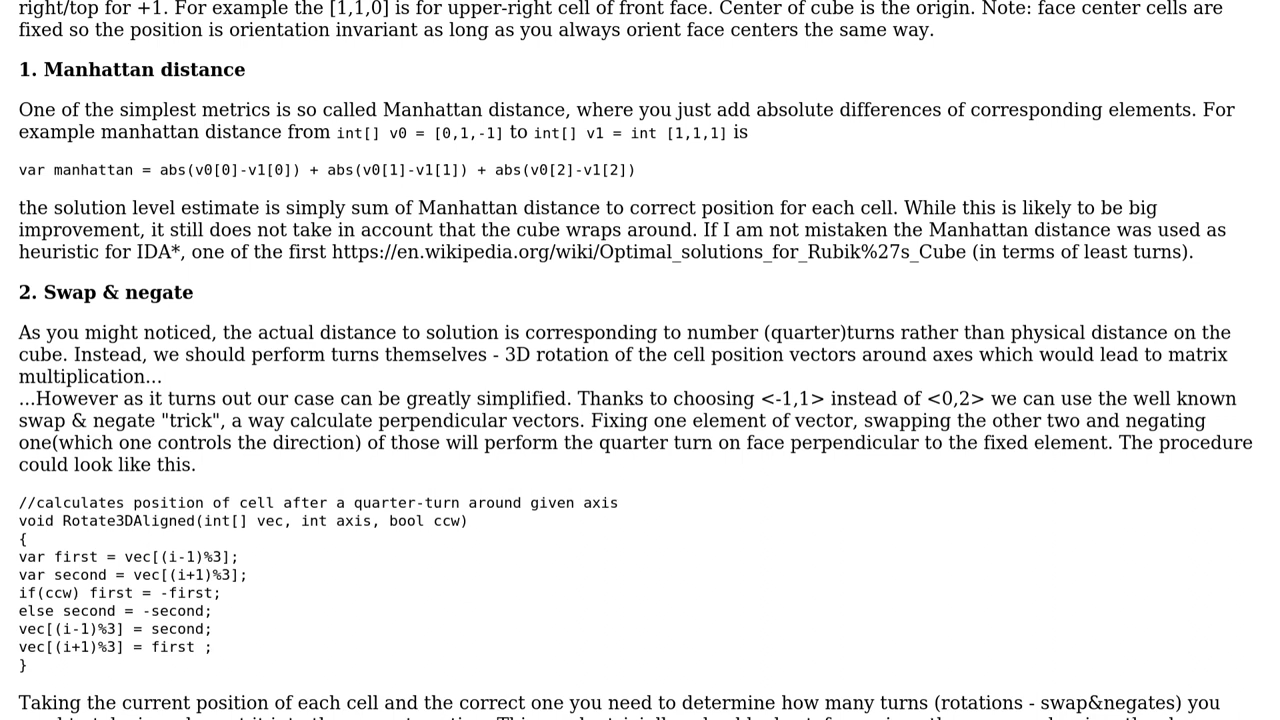 right/top for +1. For example the [1,1,0] is for upper-right cell of front face. Center of cube is the origin. Note: face center cells are
fixed so the position is orientation invariant as long as you always orient face centers the same way.
1. Manhattan distance
One of the simplest metrics is so called Manhattan distance, where you just add absolute differences of corresponding elements. For
example manhattan distance from int[] v0 = [0,1,-1] to int[] v1 = int [1,1,1] is
var manhattan = abs(v0[0]-v1[0]) + abs(v0[1]-v1[1]) + abs(v0[2]-v1[2])
the solution level estimate is simply sum of Manhattan distance to correct position for each cell. While this is likely to be big
improvement, it still does not take in account that the cube wraps around. If I am not mistaken the Manhattan distance was used as
heuristic for IDA*, one of the first https://en.wikipedia.org/wiki/Optimal_solutions_for_Rubik%27s_Cube (in terms of least turns).
2. Swap & negate
As you might noticed, the actual distance to solution is corresponding to number (quarter)turns rather than physical distance on the
cube. Instead, we should perform turns themselves - 3D rotation of the cell position vectors around axes which would lead to matrix
multiplication...
...However as it turns out our case can be greatly simplified. Thanks to choosing <-1,1> instead of <0,2> we can use the well known
swap & negate "trick", a way calculate perpendicular vectors. Fixing one element of vector, swapping the other two and negating
one(which one controls the direction) of those will perform the quarter turn on face perpendicular to the fixed element. The procedure
could look like this.
//calculates position of cell after a quarter-turn around given axis
void Rotate3DAligned(int[] vec, int axis, bool ccw)
{
var first = vec[(i-1)%3];
var second = vec[(i+1)%3];
if(ccw) first = -first;
else second = -second;
vec[(i-1)%3] = second;
vec[(i+1)%3] = first ;
}
Taking the current position of each cell and the correct one you need to determine how many turns (rotations - swap&negates) you